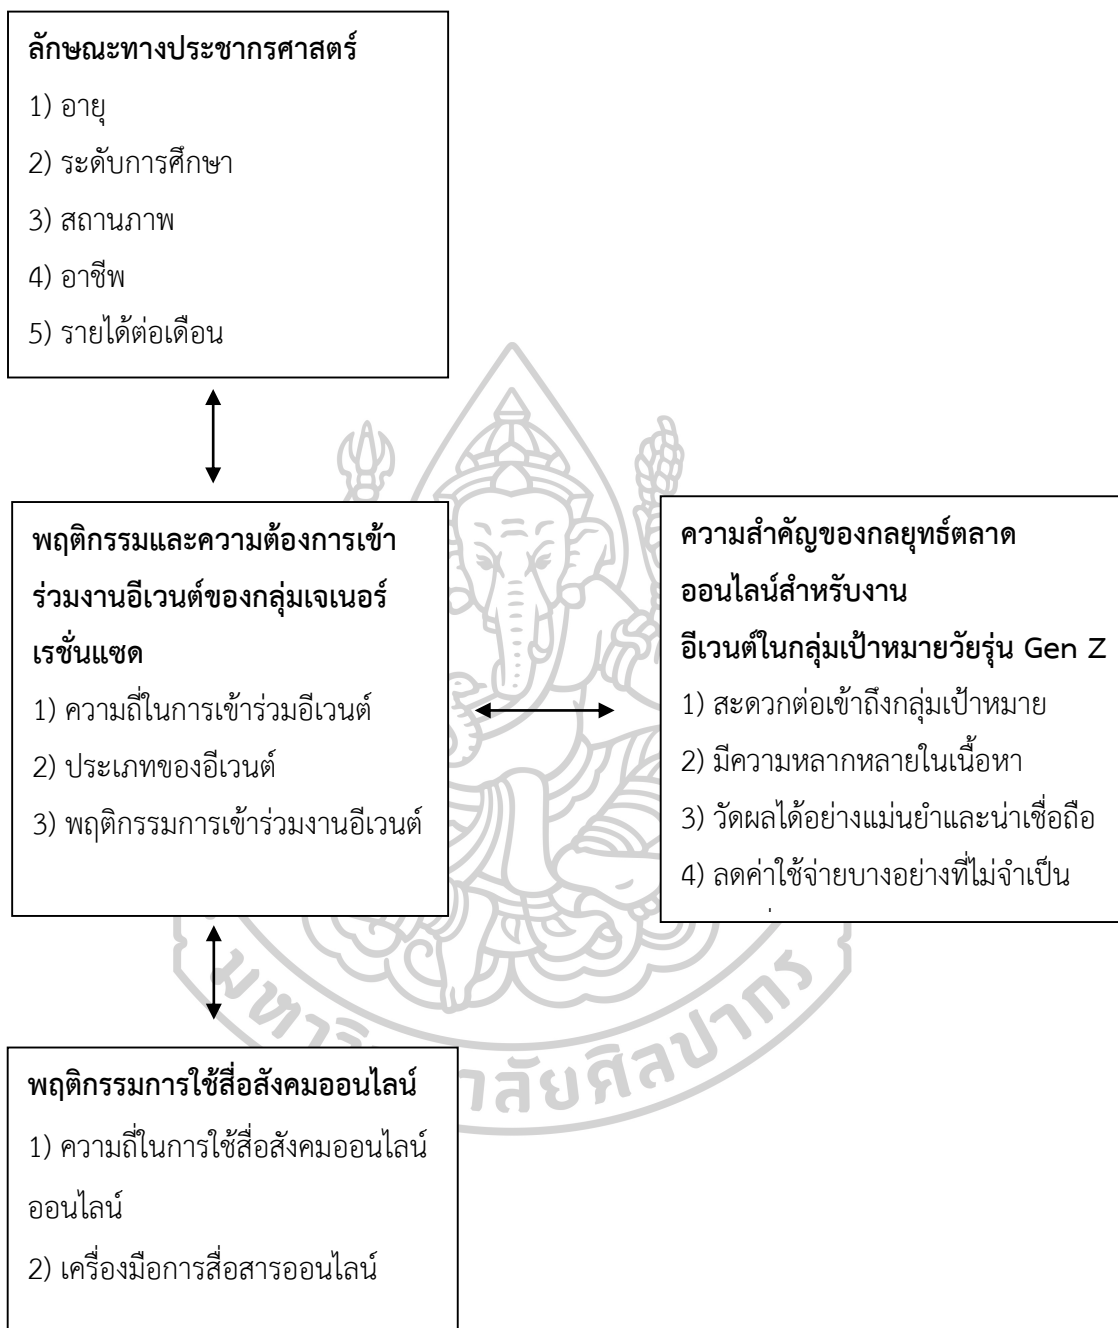 ลักษณะทางประชากรศาสตร์
1) อายุ
2) ระดับการศึกษา
3) สถานภาพ
4) อาชีพ
5) รายได้ต่อเดือน
พฤติกรรมและความต้องการเข้า
ร่วมงานอีเวนต์ของกลุ่มเจเนอร์
เรชั่นแซด
1) ความถี่ในการเข้าร่วมอีเวนต์
2) ประเภทของอีเวนต์
3) พฤติกรรมการเข้าร่วมงานอีเวนต์
ความสำคัญของกลยุทธ์ตลาด
ออนไลน์สำหรับงาน
อีเวนต์ในกลุ่มเป้าหมายวัยรุ่น Gen Z
1) สะดวกต่อเข้าถึงกลุ่มเป้าหมาย
2) มีความหลากหลายในเนื้อหา
3) วัดผลได้อย่างแม่นยำและน่าเชื่อถือ
4) ลดค่าใช้จ่ายบางอย่างที่ไม่จำเป็น
พฤติกรรมการใช้สื่อสังคมออนไลน์
1) ความถี่ในการใช้สื่อสังคมออนไลน์
ออนไลน์
2) เครื่องมือการสื่อสารออนไลน์